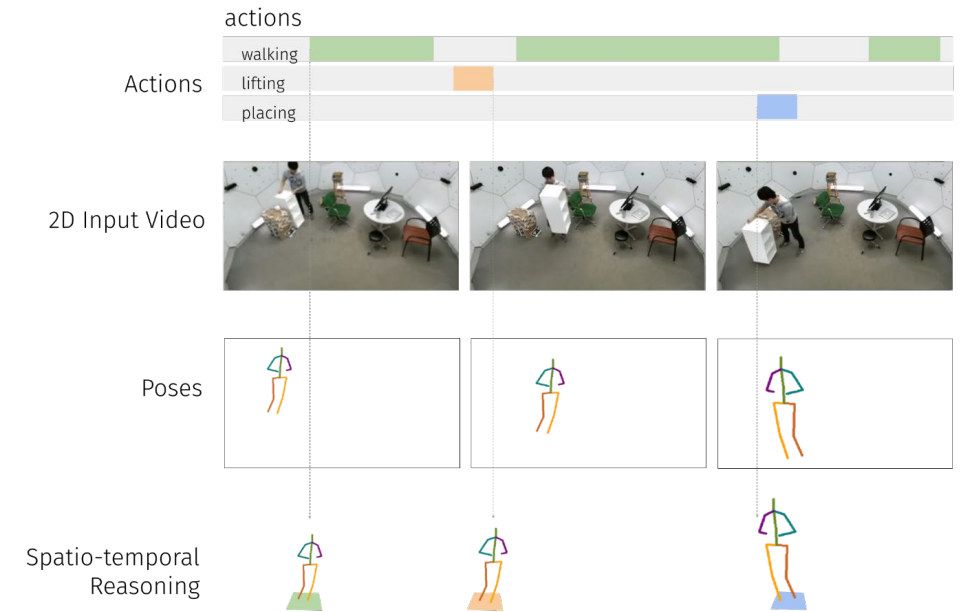 actions
walking
Actions
lifting
placing
2D Input Video
Poses
Spatio-temporal
Reasoning